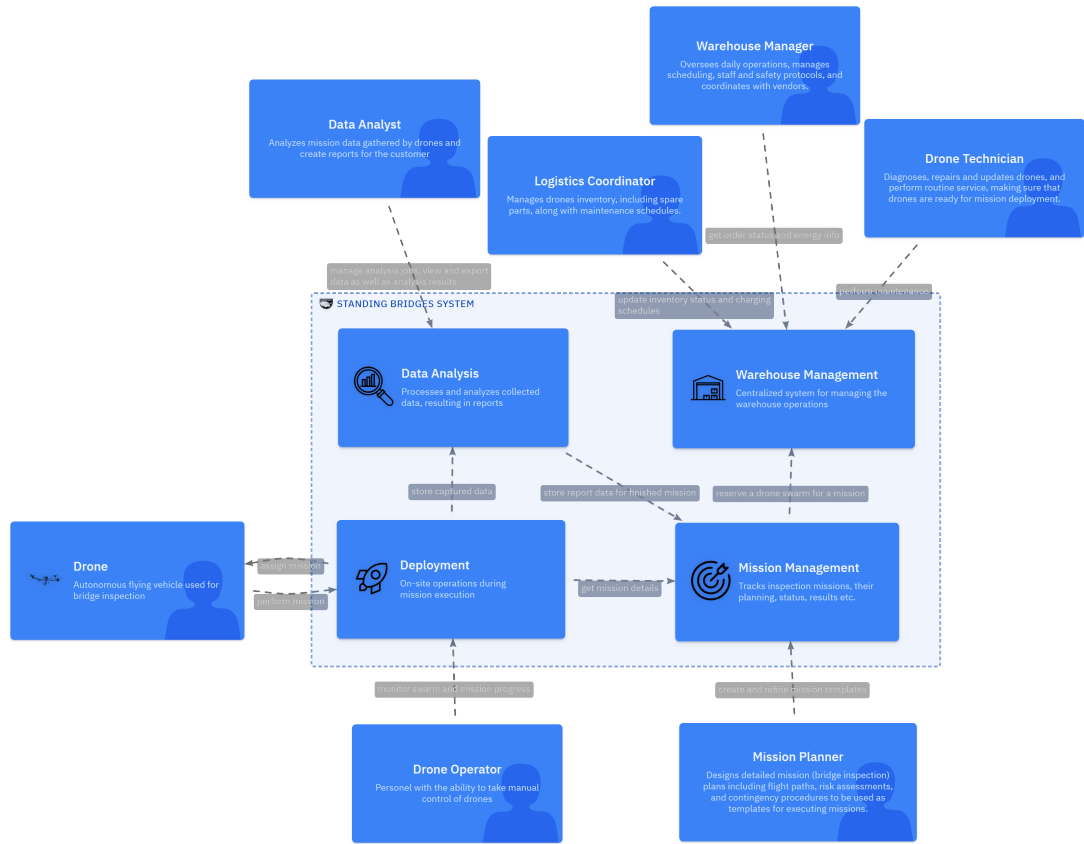 Warehouse Manager
Oversees daily operations, manages
scheduling, staff and safety protocols, and
coordinates with vendors.
Data Analyst
Analyzes mission data gathered by drones and
create reports for the customer
Logistics Coordinator
Manages drones inventory, including spare
parts, along with maintenance schedules.
Drone Technician
Diagnoses, repairs and updates drones, and
perform routine service, making sure that
drones are ready for mission deployment.
get order status and energy info
manage analysis jobs, view and export
data as well as analysis results
update inventory status and charging
schedules
perform maintenance
STANDING BRIDGES SYSTEM
Data Analysis
Processes and analyzes collected
data, resulting in reports
Warehouse Management
Centralized system for managing the
warehouse operations
store captured data
store report data for finished mission
reserve a drone swarm for a mission
Drone
Autonomous flying vehicle used for
bridge inspection
assign mission
perform mission
Deployment
On-site operations during
mission execution
get mission details
Mission Management
Tracks inspection missions, their
planning, status, results etc.
monitor swarm and mission progress
create and refine mission templates
Drone Operator
Personel with the ability to take manual
control of drones
Mission Planner
Designs detailed mission (bridge inspection)
plans including flight paths, risk assessments,
and contingency procedures to be used as
templates for executing missions.